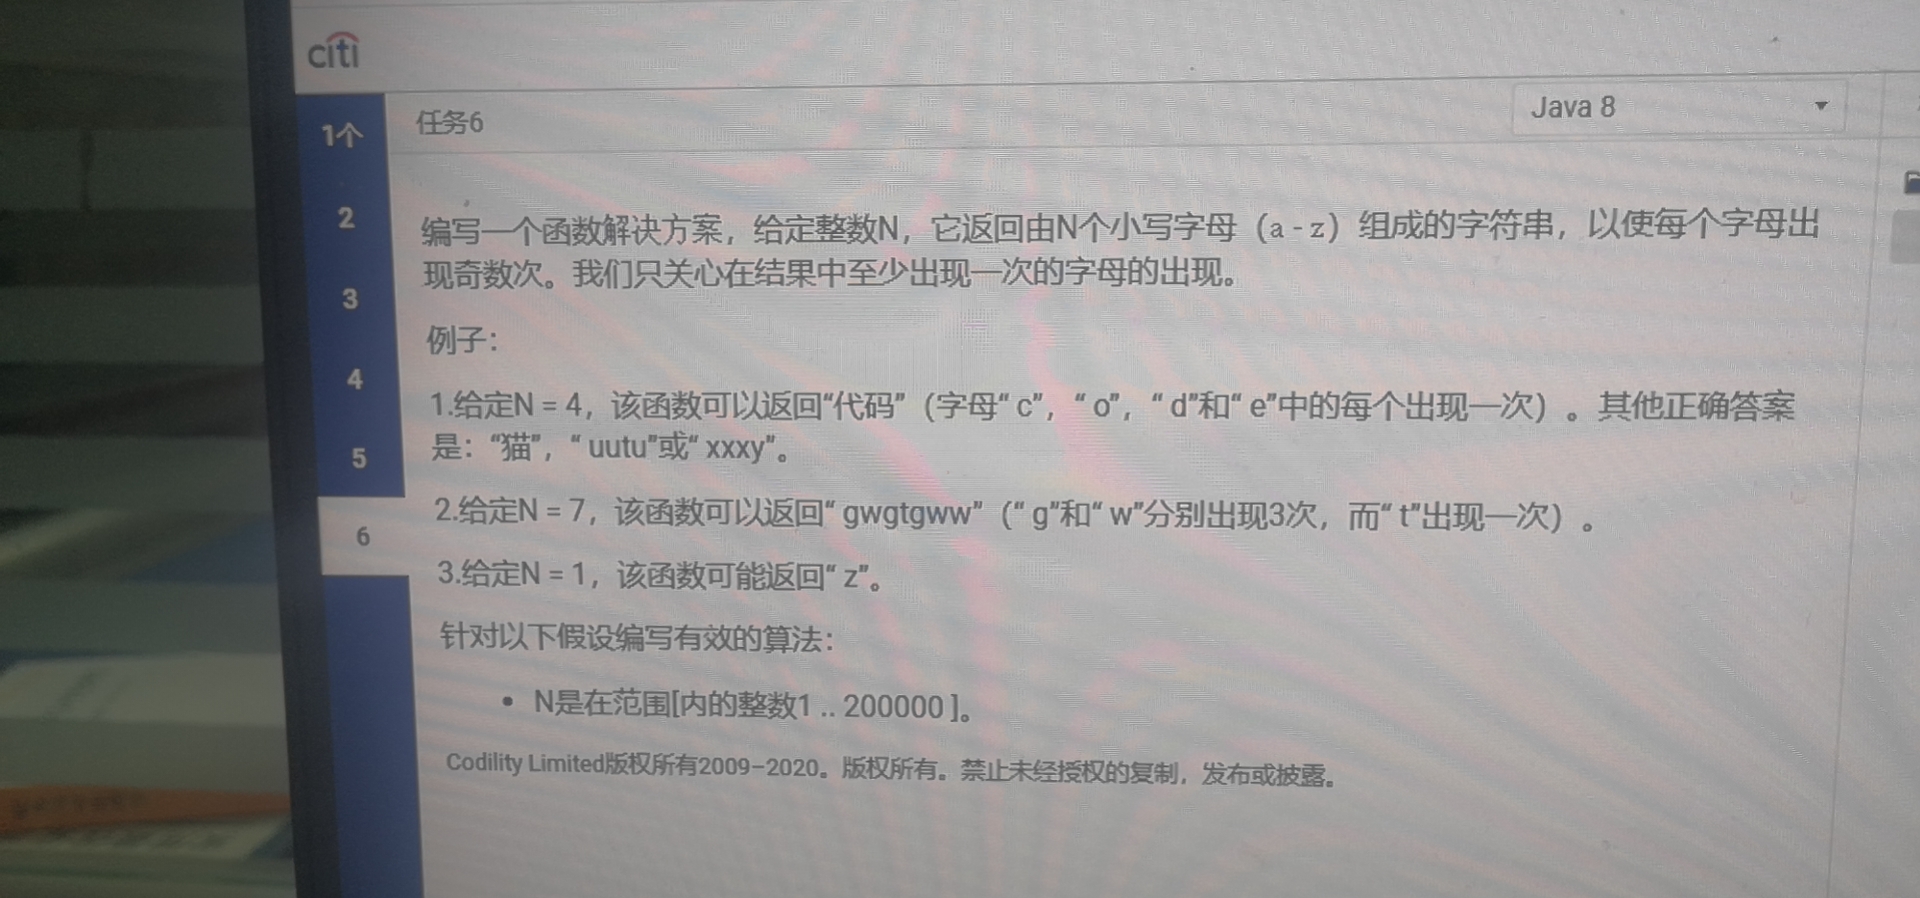 citi
任务6
Java 8
1个
2
3
4
5
6
编写一个函数解决方案，给定整数N，它返回由N个小写字母（a - z）组成的字符串，以使每个字母出
现奇数次。我们只关心在结果中至少出现一次的字母的出现。
例子：
1.给定N = 4，该函数可以返回“代码”（字母“ c”，“ o”，“ d”和“ e”中的每个出现一次）。其他正确答案
是：“猫”，“ uutu”或“ xxxy”。
2.给定N = 7，该函数可以返回“ gwgtgww”（“ g”和“ w”分别出现3次，而“ t”出现一次）。
3.给定N = 1，该函数可能返回“ z”。
针对以下假设编写有效的算法：
• N是在范围[内的整数1 .. 200000 ]。
Codility Limited版权所有2009–2020。版权所有。禁止未经授权的复制，发布或披露。